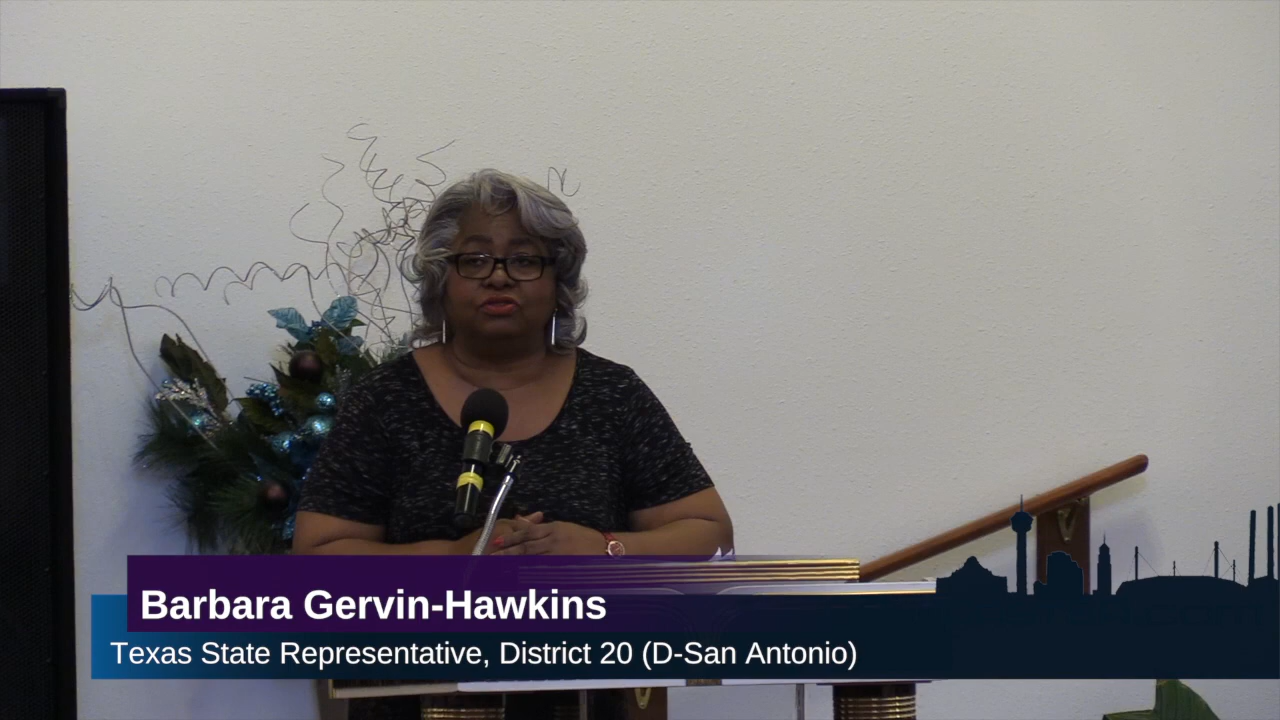 Barbara Gervin-Hawkins
Texas State Representative, District 20 (D-San Antonio)